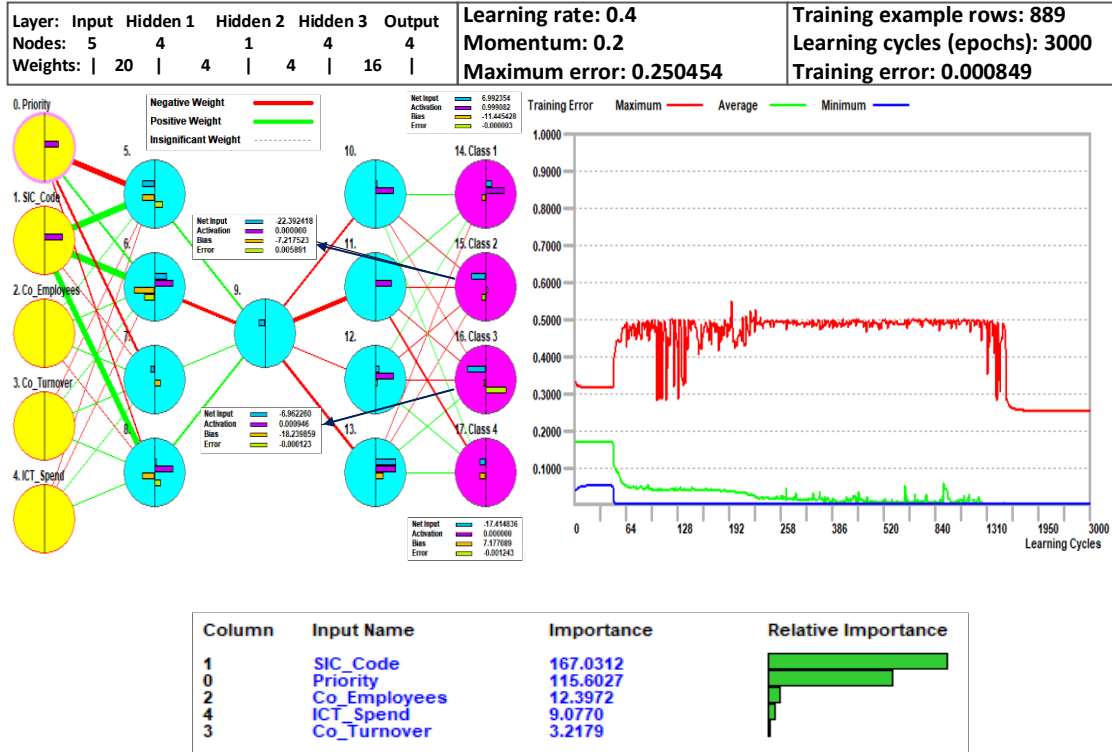 Layer: Input Hidden 1 Hidden 2 Hidden 3 Output
Nodes: 5 4 1 4 4
Weights: | 20 | 4 | 4 | 16 |
Learning rate: 0.4
Momentum: 0.2
Maximum error: 0.250454
Training example rows: 889
Learning cycles (epochs): 3000
Training error: 0.000849
0. Priority
1. SIC_Code
2. Co_Employees
3. Co_Turnover
4. ICT_Spend
Negative Weight
Positive Weight
Insignificant Weight
5.
6.
7.
8.
9.
10.
11.
12.
13.
14. Class 1
15. Class 2
16. Class 3
17. Class 4
Net Input 6.992354
Activation 0.999082
Bias -11.445428
Error -0.000003
Net Input -22.392418
Activation 0.000000
Bias -7.217523
Error 0.005891
Net Input -6.962260
Activation 0.000946
Bias -18.239859
Error -0.000123
Net Input -17.414836
Activation 0.000000
Bias 7.177089
Error -0.001243
Training Error Maximum Average Minimum
1.0000
0.9000
0.8000
0.7000
0.6000
0.5000
0.4000
0.3000
0.2000
0.1000
0 64 128 192 258 386 520 840 1310 1950 3000
Learning Cycles
Column Input Name Importance Relative Importance
1 SIC_Code 167.0312
0 Priority 115.6027
2 Co_Employees 12.3972
4 ICT_Spend 9.0770
3 Co_Turnover 3.2179